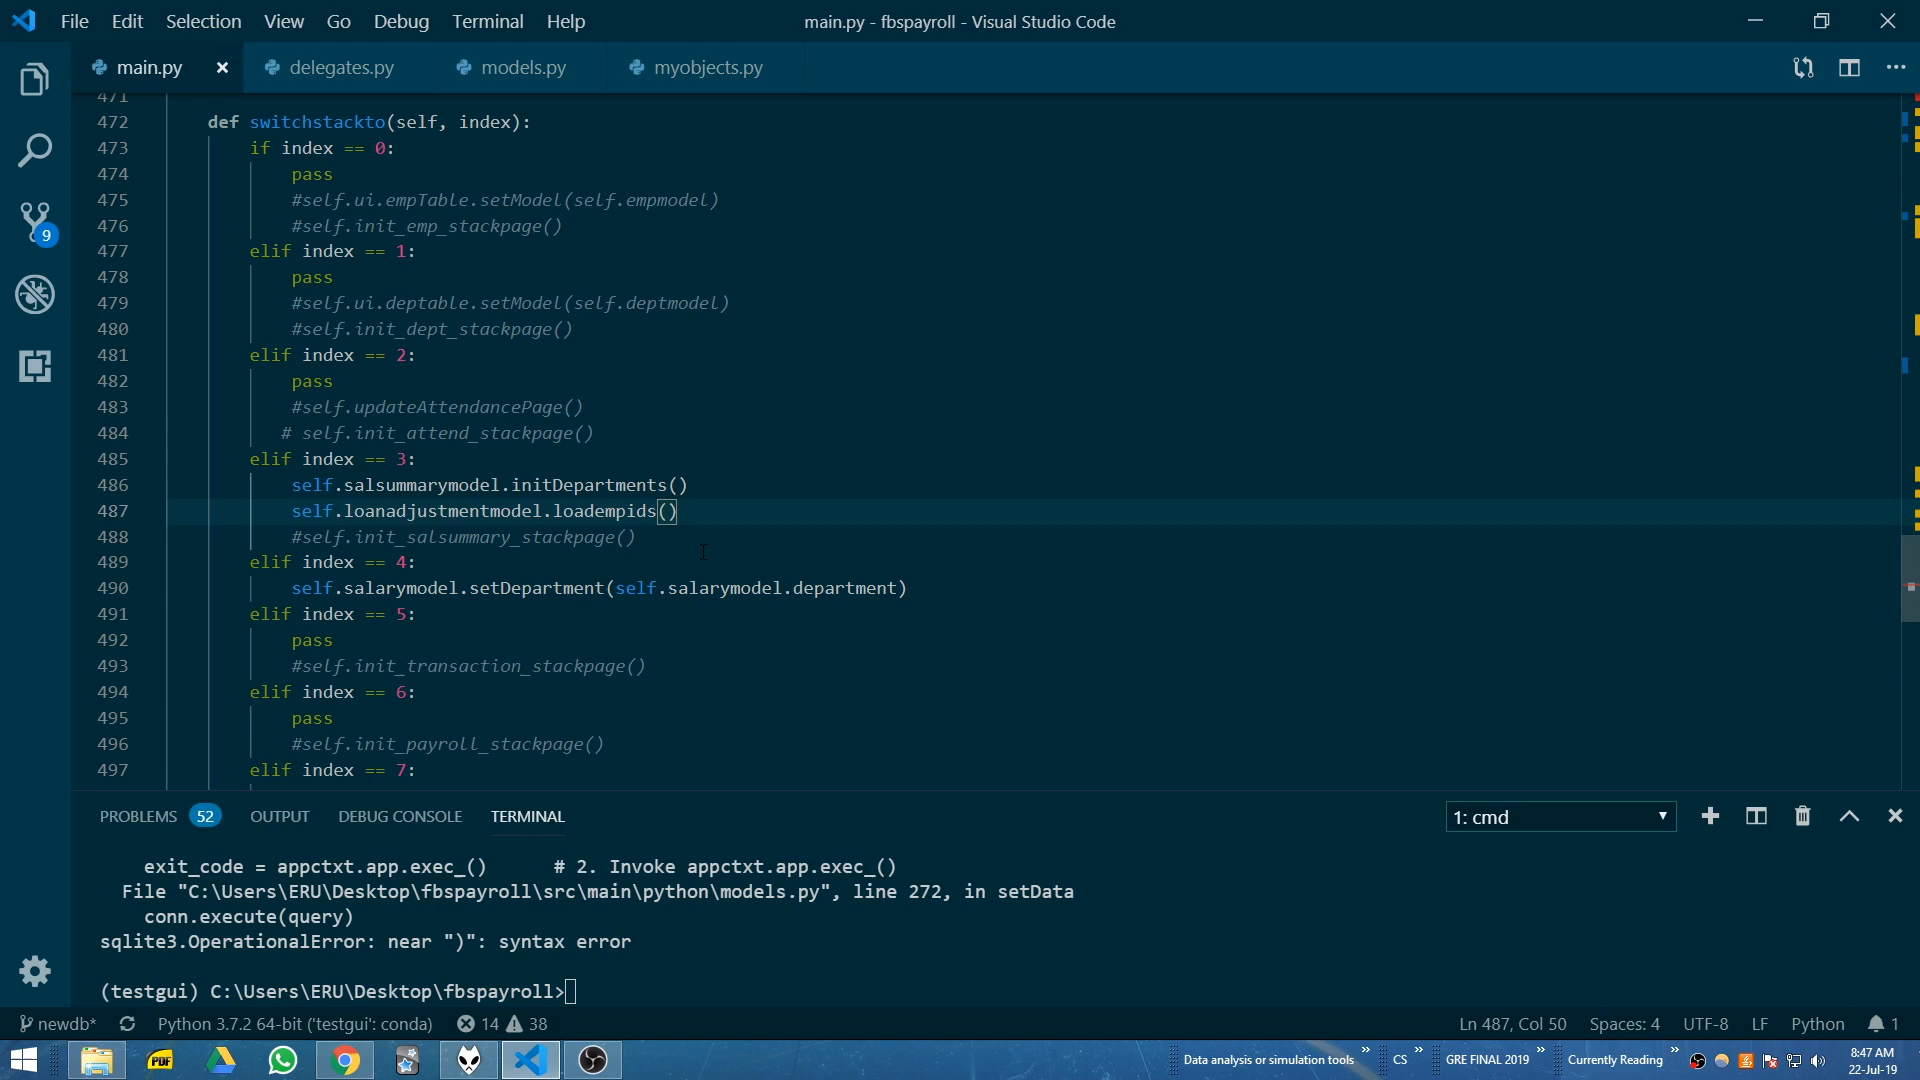 File Edit Selection View Go Debug Terminal Help
main.py - fbspayroll - Visual Studio Code
main.py delegates.py models.py myobjects.py
471
472 def switchstackto(self, index):
473 if index == 0:
474 pass
475 #self.ui.empTable.setModel(self.empmodel)
476 #self.init_emp_stackpage()
477 elif index == 1:
478 pass
479 #self.ui.deptable.setModel(self.deptmodel)
480 #self.init_dept_stackpage()
481 elif index == 2:
482 pass
483 #self.updateAttendancePage()
484 # self.init_attend_stackpage()
485 elif index == 3:
486 self.salsummarymodel.initDepartments()
487 self.loanadjustmentmodel.loadempids()
488 #self.init_salsummary_stackpage()
489 elif index == 4:
490 self.salarymodel.setDepartment(self.salarymodel.department)
491 elif index == 5:
492 pass
493 #self.init_transaction_stackpage()
494 elif index == 6:
495 pass
496 #self.init_payroll_stackpage()
497 elif index == 7:
9
PROBLEMS 52 OUTPUT DEBUG CONSOLE TERMINAL
1: cmd
exit_code = appctxt.app.exec_() # 2. Invoke appctxt.app.exec_()
File "C:\Users\ERU\Desktop\fbspayroll\src\main\python\models.py", line 272, in setData
conn.execute(query)
sqlite3.OperationalError: near ")": syntax error
(testgui) C:\Users\ERU\Desktop\fbspayroll>
newdb* Python 3.7.2 64-bit ('testgui': conda) 14 38
Ln 487, Col 50 Spaces: 4 UTF-8 LF Python 1
PDF
Data analysis or simulation tools » CS » GRE FINAL 2019 » Currently Reading »
8:47 AM
22-Jul-19